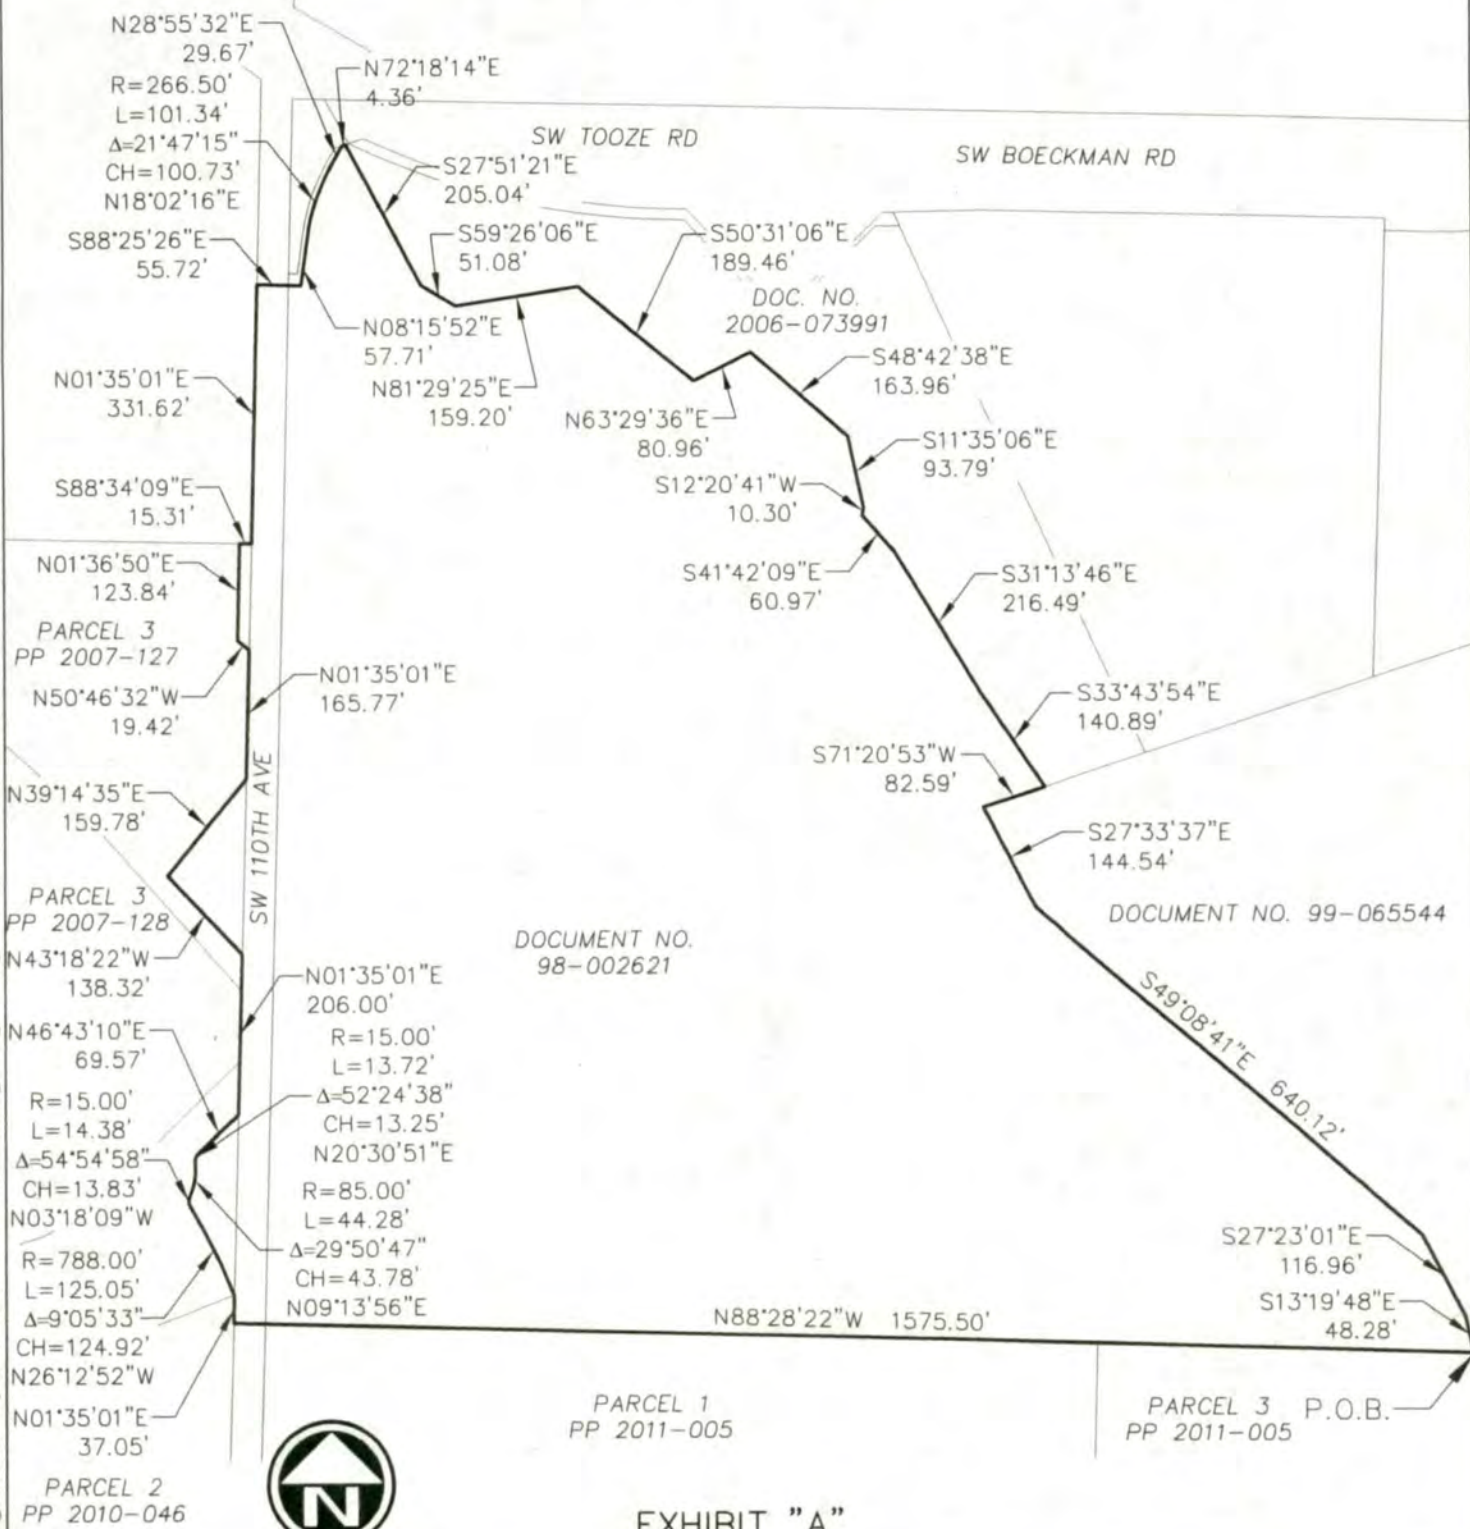 N28°55'32"E
29.67'
R=266.50'
L=101.34'
Δ=21°47'15"
CH=100.73'
N18°02'16"E
S88°25'26"E
55.72'
N72°18'14"E
4.36'
SW TOOZE RD
SW BOECKMAN RD
S27°51'21"E
205.04'
S59°26'06"E
51.08'
S50°31'06"E
189.46'
DOC. NO.
2006-073991
N08°15'52"E
57.71'
N81°29'25"E
159.20'
N63°29'36"E
80.96'
S48°42'38"E
163.96'
S11°35'06"E
93.79'
S12°20'41"W
10.30'
S41°42'09"E
60.97'
S31°13'46"E
216.49'
S33°43'54"E
140.89'
S71°20'53"W
82.59'
S27°33'37"E
144.54'
DOCUMENT NO. 99-065544
N01°35'01"E
331.62'
S88°34'09"E
15.31'
N01°36'50"E
123.84'
PARCEL 3
PP 2007-127
N50°46'32"W
19.42'
N01°35'01"E
165.77'
SW 110TH AVE
N39°14'35"E
159.78'
PARCEL 3
PP 2007-128
N43°18'22"W
138.32'
DOCUMENT NO.
98-002621
N01°35'01"E
206.00'
N46°43'10"E
69.57'
R=15.00'
L=13.72'
Δ=52°24'38"
CH=13.25'
N20°30'51"E
R=15.00'
L=14.38'
Δ=54°54'58"
CH=13.83'
N03°18'09"W
R=85.00'
L=44.28'
Δ=29°50'47"
CH=43.78'
N09°13'56"E
R=788.00'
L=125.05'
Δ=9°05'33"
CH=124.92'
N26°12'52"W
N01°35'01"E
37.05'
S49°08'41"E 640.12'
S27°23'01"E
116.96'
S13°19'48"E
48.28'
N88°28'22"W 1575.50'
PARCEL 1
PP 2011-005
PARCEL 3
PP 2011-005
P.O.B.
PARCEL 2
PP 2010-046
N
EXHIBIT "A"